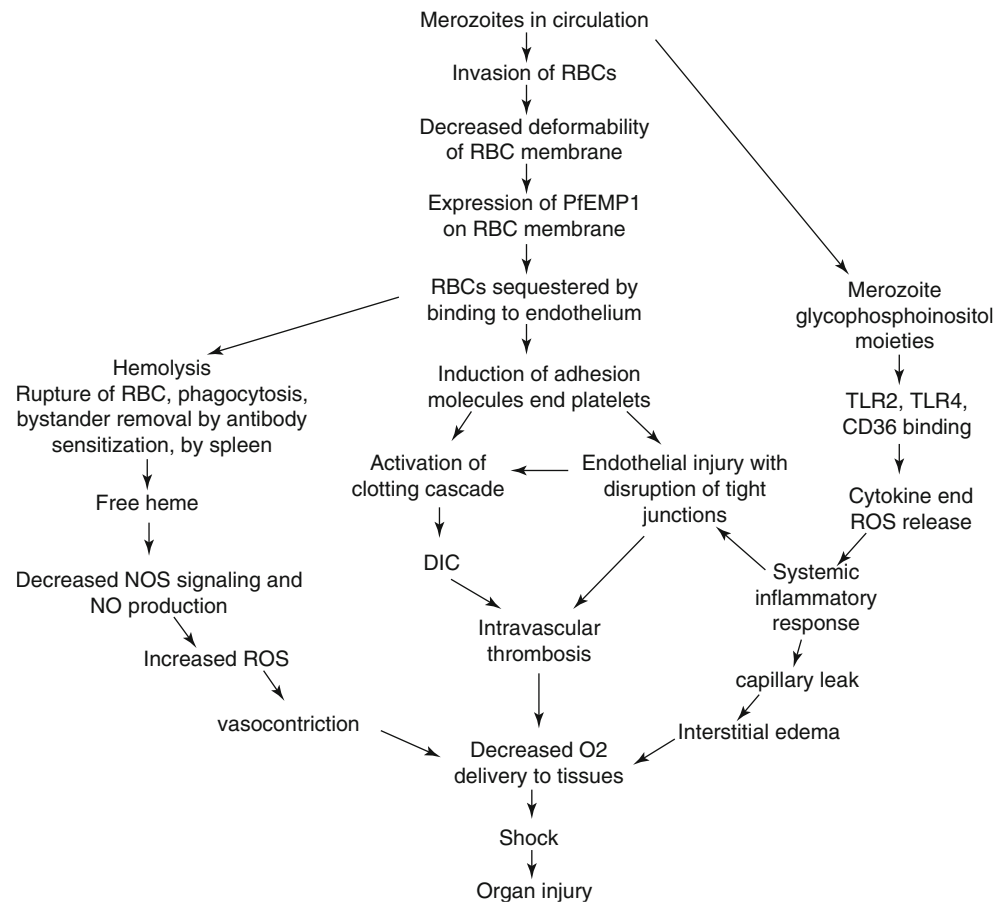 Merozoites in circulation
Invasion of RBCs
Decreased deformability
of RBC membrane
Expression of PfEMP1
on RBC membrane
RBCs sequestered by
binding to endothelium
Merozoite
glycophosphoinositol
moieties
Hemolysis
Rupture of RBC, phagocytosis,
bystander removal by antibody
sensitization, by spleen
Induction of adhesion
molecules end platelets
TLR2, TLR4,
CD36 binding
Activation of
clotting cascade
Endothelial injury with
disruption of tight
junctions
Free heme
Cytokine end
ROS release
DIC
Decreased NOS signaling and
NO production
Systemic
inflammatory
response
Intravascular
thrombosis
Increased ROS
capillary leak
vasocontriction
Interstitial edema
Decreased O2
delivery to tissues
Shock
Organ injury